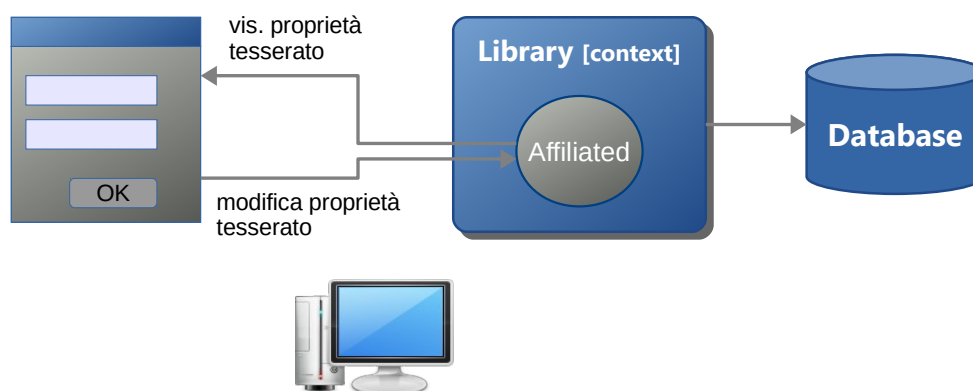 vis. proprietà
tesserato
Library [context]
Affiliated
Database
OK
modifica proprietà
tesserato